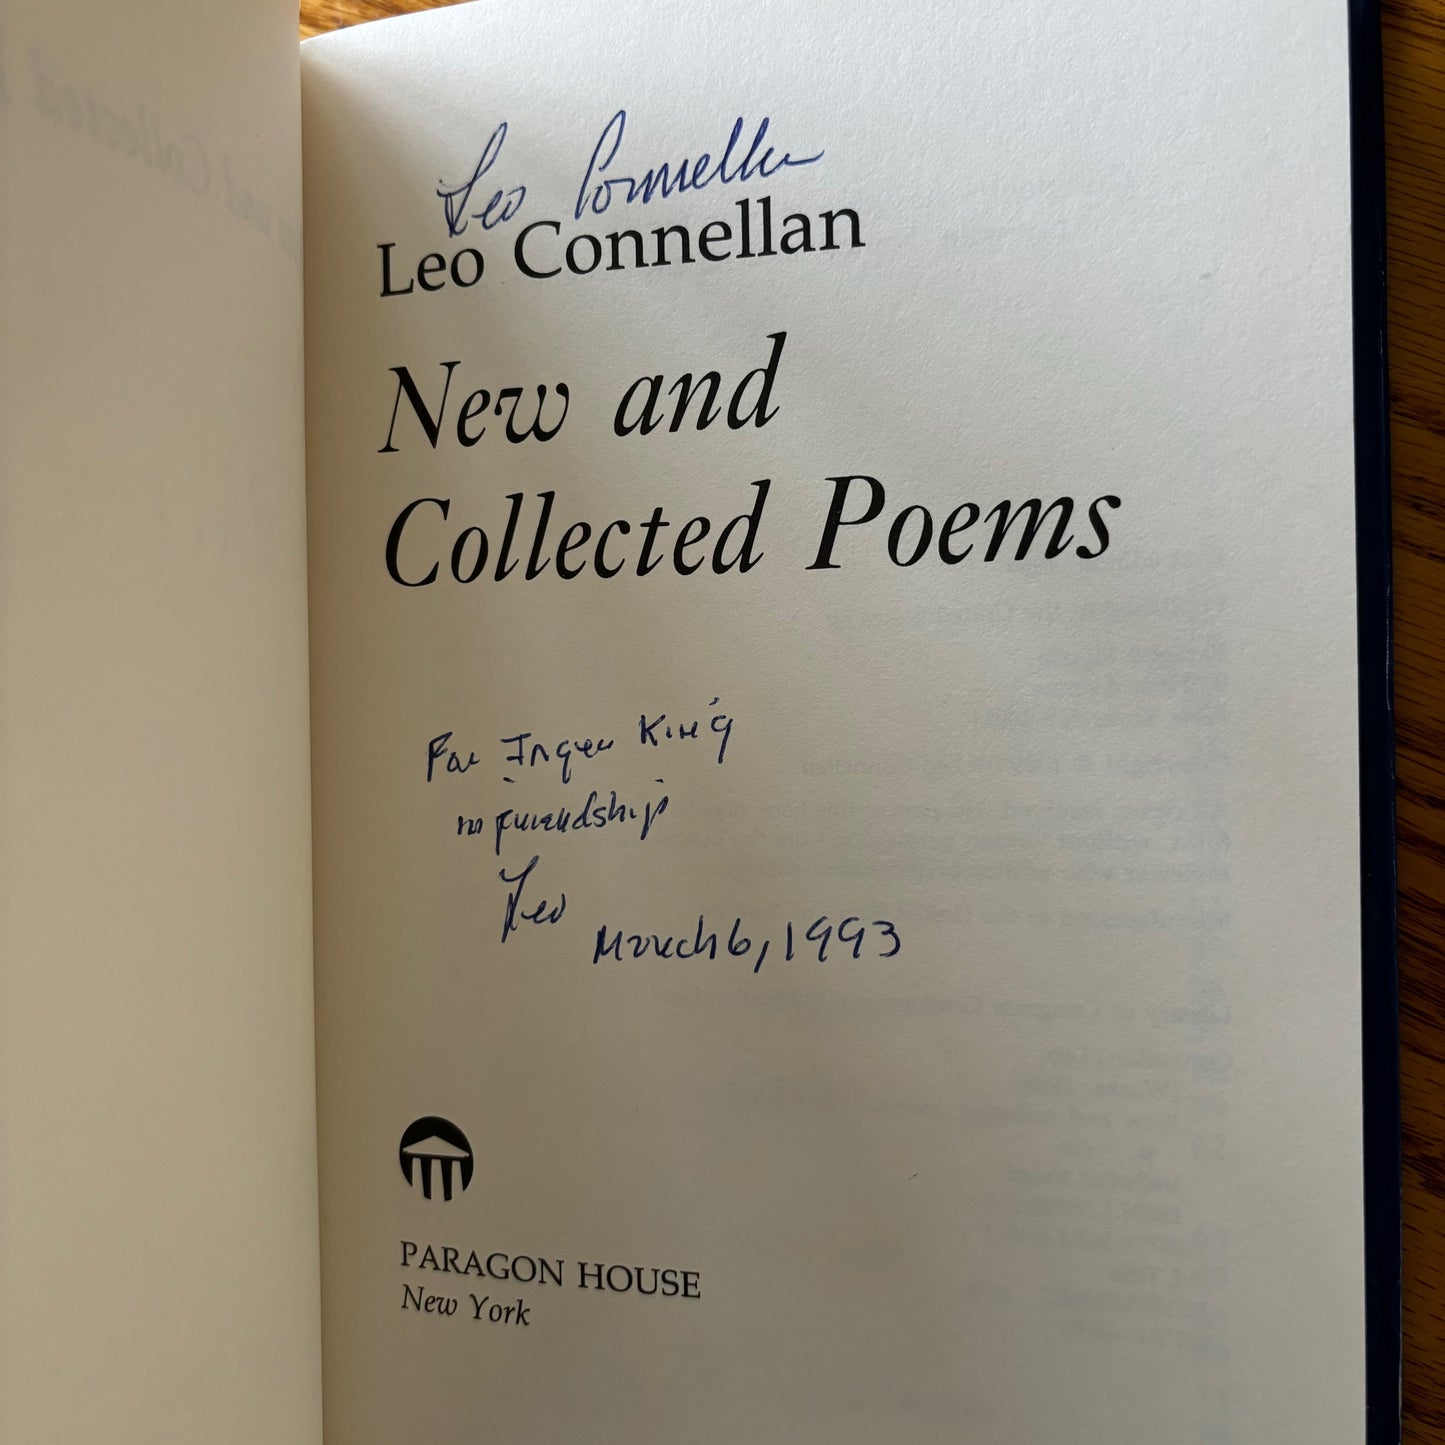 Leo Connellan
Leo Connellan
New and
Collected Poems
For Inger King
in friendship
Leo
March 6, 1993
PARAGON HOUSE
New York